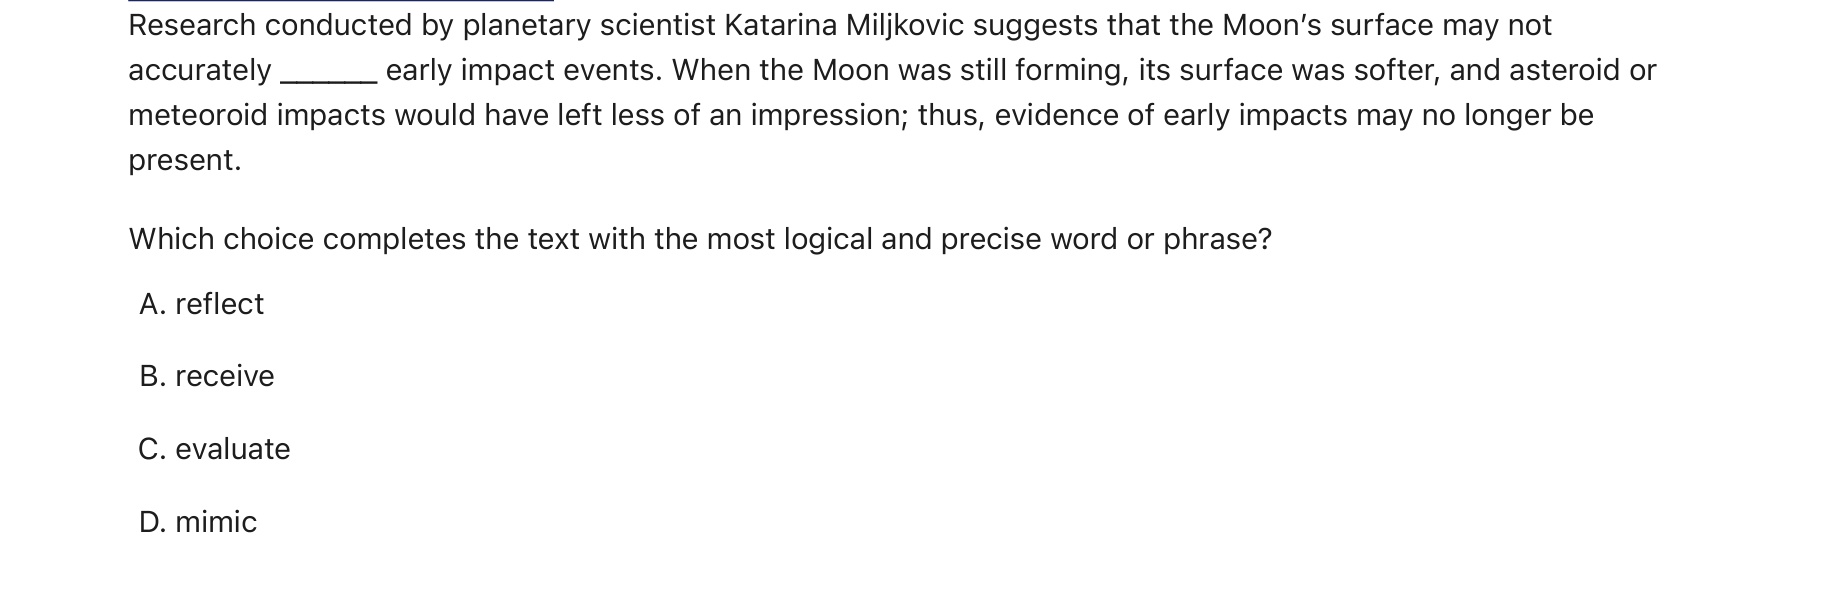 Research conducted by planetary scientist Katarina Miljkovic suggests that the Moon’s surface may not
accurately ______ early impact events. When the Moon was still forming, its surface was softer, and asteroid or
meteoroid impacts would have left less of an impression; thus, evidence of early impacts may no longer be
present.
Which choice completes the text with the most logical and precise word or phrase?
A. reflect
B. receive
C. evaluate
D. mimic